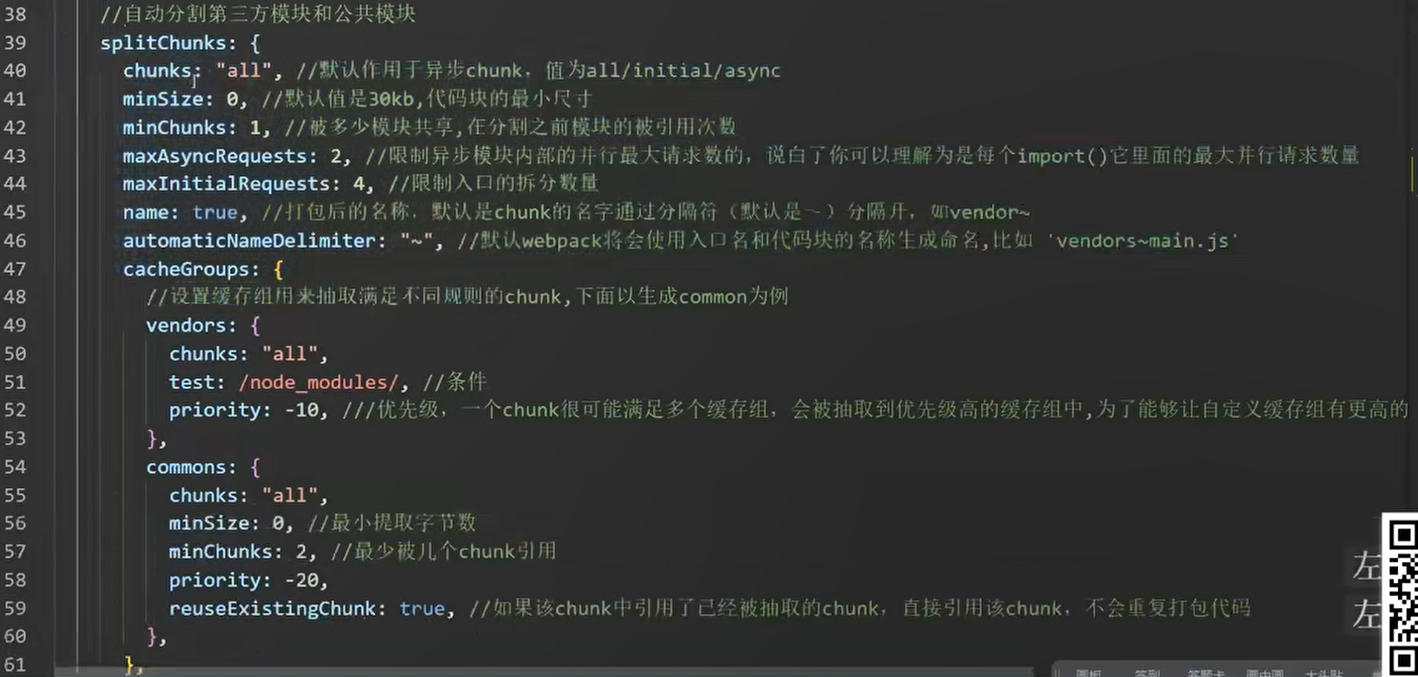 38 //自动分割第三方模块和公共模块
39 splitChunks: {
40 chunks: "all", //默认作用于异步chunk，值为all/initial/async
41 minSize: 0, //默认值是30kb,代码块的最小尺寸
42 minChunks: 1, //被多少模块共享,在分割之前模块的被引用次数
43 maxAsyncRequests: 2, //限制异步模块内部的并行最大请求数的，说白了你可以理解为是每个import()它里面的最大并行请求数量
44 maxInitialRequests: 4, //限制入口的拆分数量
45 name: true, //打包后的名称，默认是chunk的名字通过分隔符（默认是～）分隔开，如vendor~
46 automaticNameDelimiter: "~", //默认webpack将会使用入口名和代码块的名称生成命名,比如 'vendors~main.js'
47 cacheGroups: {
48 //设置缓存组用来抽取满足不同规则的chunk,下面以生成common为例
49 vendors: {
50 chunks: "all",
51 test: /node_modules/, //条件
52 priority: -10, ///优先级，一个chunk很可能满足多个缓存组，会被抽取到优先级高的缓存组中,为了能够让自定义缓存组有更高的
53 },
54 commons: {
55 chunks: "all",
56 minSize: 0, //最小提取字节数
57 minChunks: 2, //最少被几个chunk引用
58 priority: -20,
59 reuseExistingChunk: true, //如果该chunk中引用了已经被抽取的chunk，直接引用该chunk，不会重复打包代码
60 },
61 },
左
左